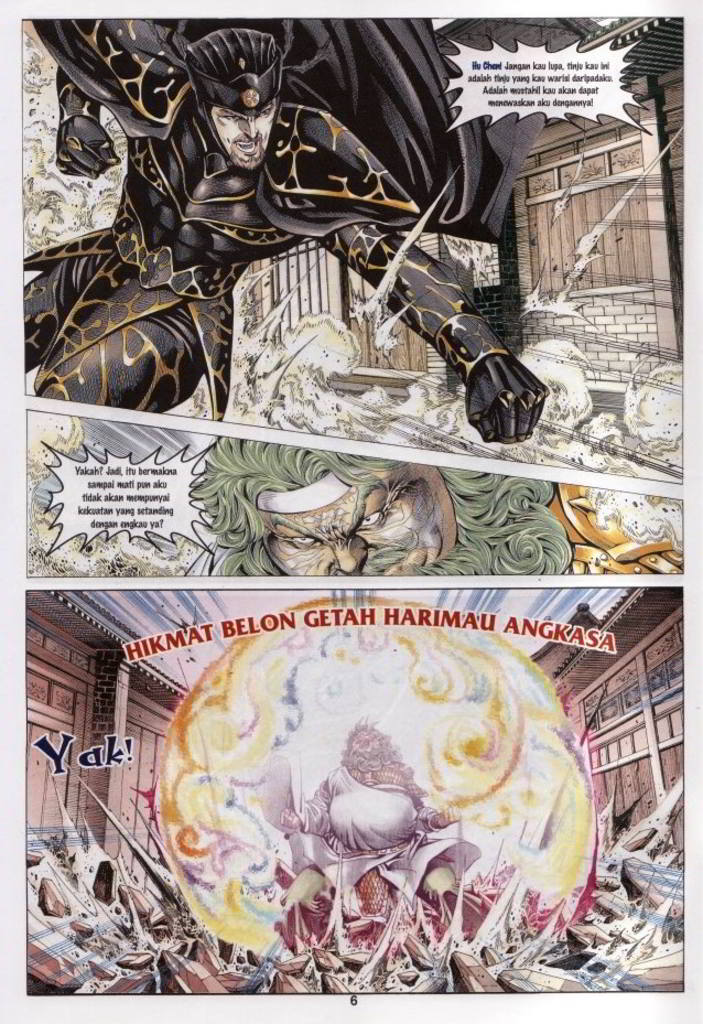 Hu Chen! Jangan kau lupa, tinju kau ini
adalah tinju yang kau warisi daripadaku.
Adalah mustahil kau akan dapat
menewaskan aku dengannya!
Yakah? Jadi, itu bermakna
sampai mati pun aku
tidak akan mempunyai
kekuatan yang setanding
dengan engkau ya?
HIKMAT BELON GETAH HARIMAU ANGKASA
Yak!
6